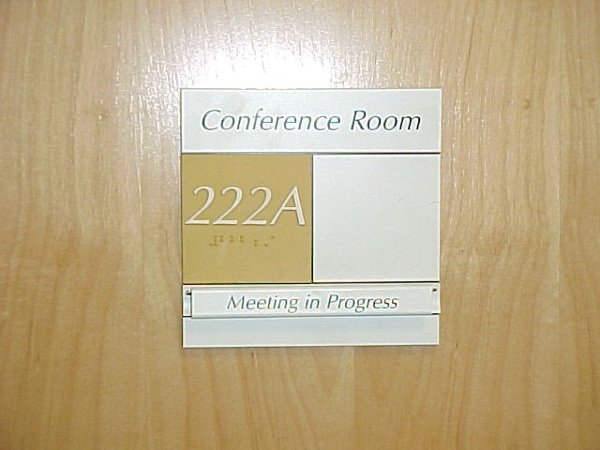 Conference Room
222A
Meeting in Progress